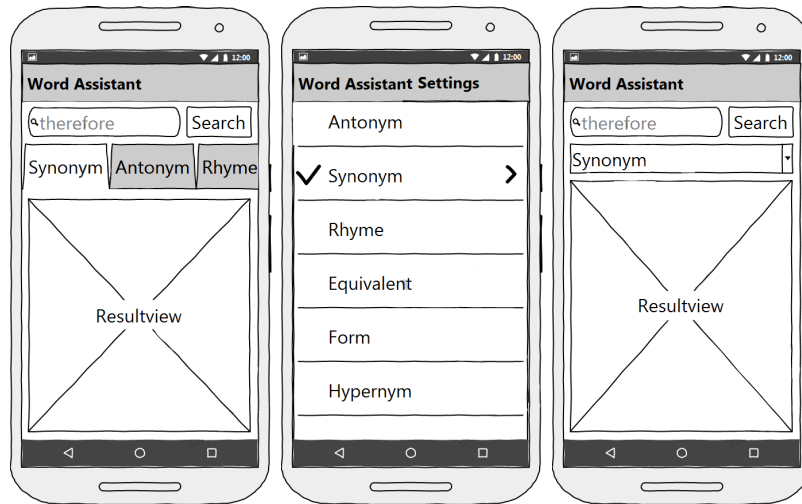 12:00
Word Assistant
therefore Search
Synonym Antonym Rhyme
Resultview
12:00
Word Assistant Settings
Antonym
Synonym
Rhyme
Equivalent
Form
Hypernym
12:00
Word Assistant
therefore Search
Synonym
Resultview